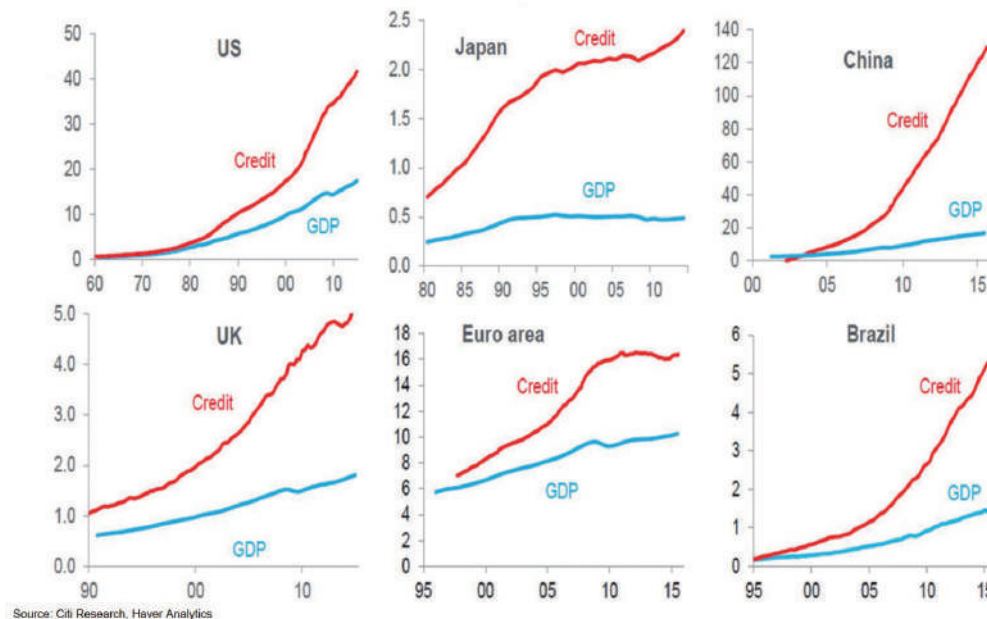 US
50
40
30
20
10
0
Credit
GDP
60 70 80 90 00 10
Japan
2.5
2.0
1.5
1.0
0.5
0.0
Credit
GDP
80 85 90 95 00 05 10
China
140
120
100
80
60
40
20
0
Credit
GDP
00 05 10 15
UK
5.0
4.0
3.0
2.0
1.0
0.0
Credit
GDP
90 00 10
Euro area
18
16
14
12
10
8
6
4
2
0
Credit
GDP
95 00 05 10 15
Brazil
6
5
4
3
2
1
0
Credit
GDP
95 00 05 10 15
Source: Citi Research, Haver Analytics